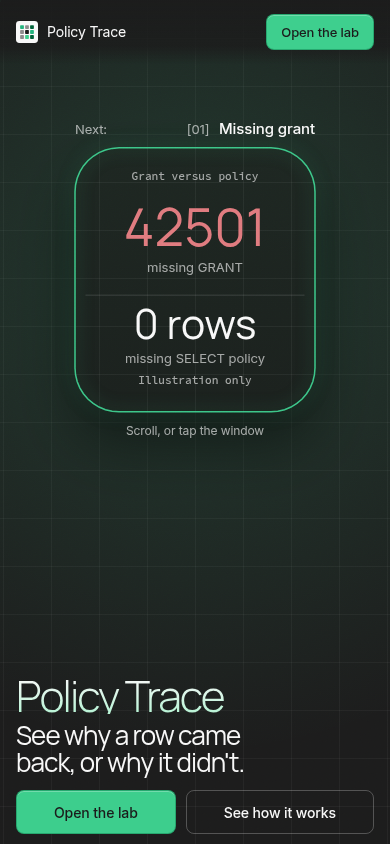 Policy Trace
Open the lab
Next: [01] Missing grant
Grant versus policy
42501
missing GRANT
0 rows
missing SELECT policy
Illustration only
Scroll, or tap the window
Policy Trace
See why a row came
back, or why it didn't.
Open the lab
See how it works